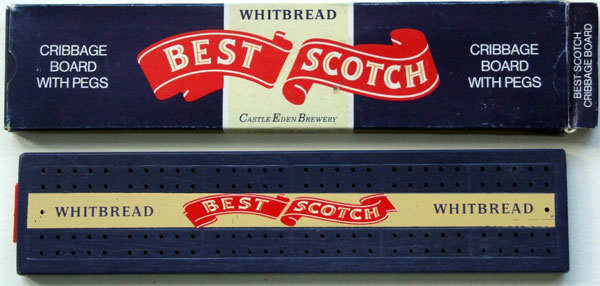 WHITBREAD
CRIBBAGE
BOARD
WITH PEGS
BEST SCOTCH
CASTLE EDEN BREWERY
CRIBBAGE
BOARD
WITH PEGS
BEST SCOTCH
CRIBBAGE BOARD
WHITBREAD BEST SCOTCH WHITBREAD